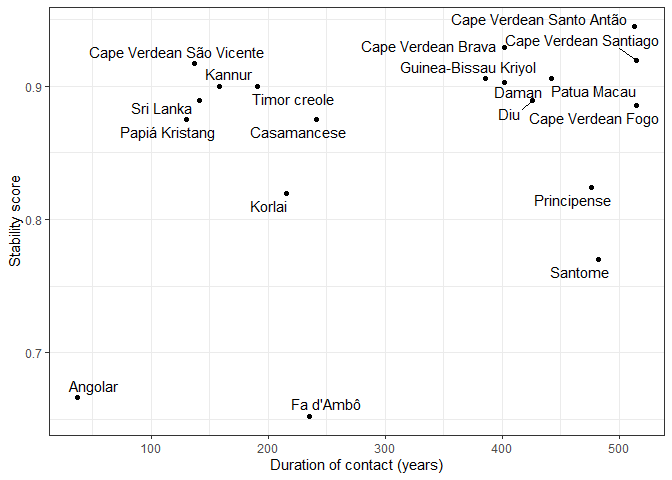 Cape Verdean Santo Antão
Cape Verdean Santiago
Cape Verdean Brava
Cape Verdean São Vicente
Guinea-Bissau Kriyol
Kannur
0.9
Daman
Patua Macau
Timor creole
Sri Lanka
Diu
Cape Verdean Fogo
Papiá Kristang
Casamancese
Principense
Korlai
0.8
Santome
Stability score
0.7
Angolar
Fa d'Ambô
100
200
300
400
500
Duration of contact (years)